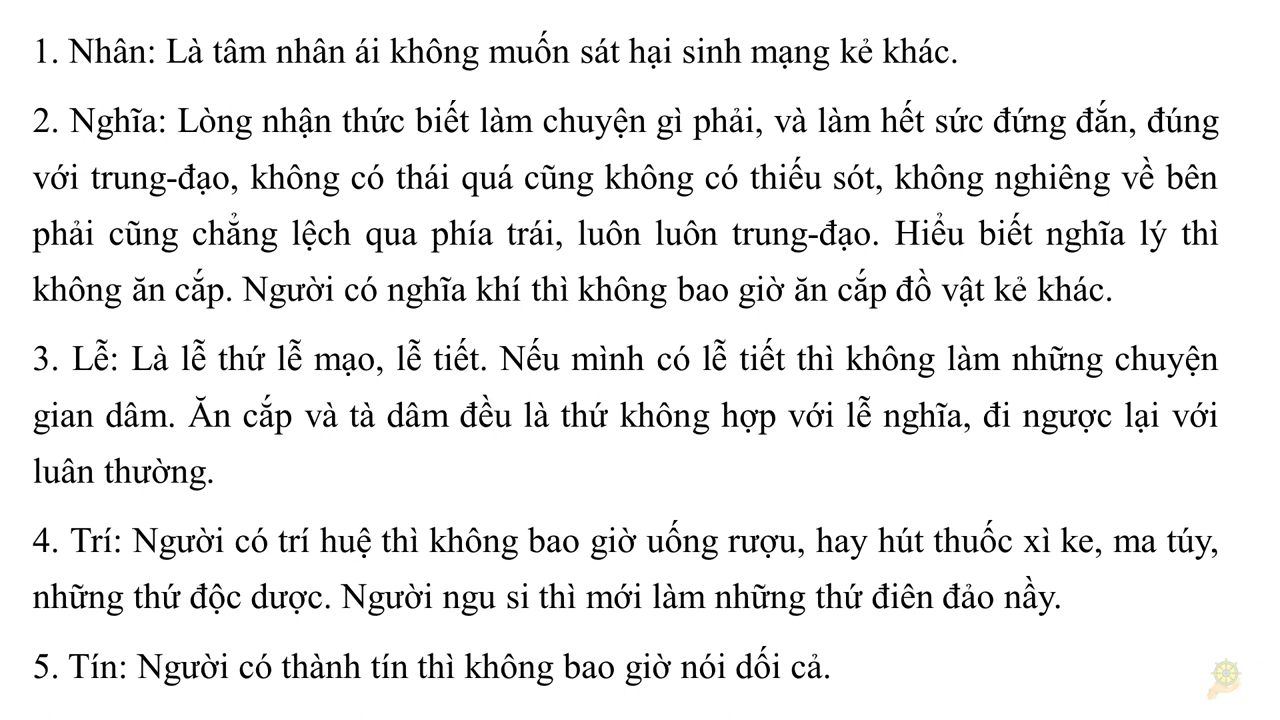 1. Nhân: Là tâm nhân ái không muốn sát hại sinh mạng kẻ khác.
2. Nghĩa: Lòng nhận thức biết làm chuyện gì phải, và làm hết sức đứng đắn, đúng
với trung-đạo, không có thái quá cũng không có thiếu sót, không nghiêng về bên
phải cũng chẳng lệch qua phía trái, luôn luôn trung-đạo. Hiểu biết nghĩa lý thì
không ăn cắp. Người có nghĩa khí thì không bao giờ ăn cắp đồ vật kẻ khác.
3. Lễ: Là lễ thứ lễ mạo, lễ tiết. Nếu mình có lễ tiết thì không làm những chuyện
gian dâm. Ăn cắp và tà dâm đều là thứ không hợp với lễ nghĩa, đi ngược lại với
luân thường.
4. Trí: Người có trí huệ thì không bao giờ uống rượu, hay hút thuốc xì ke, ma túy,
những thứ độc dược. Người ngu si thì mới làm những thứ điên đảo nầy.
5. Tín: Người có thành tín thì không bao giờ nói dối cả.